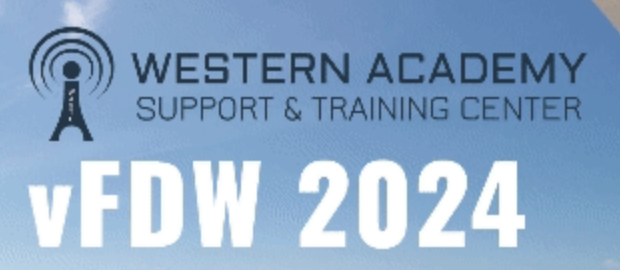 WESTERN ACADEMY
SUPPORT & TRAINING CENTER
vFDW 2024